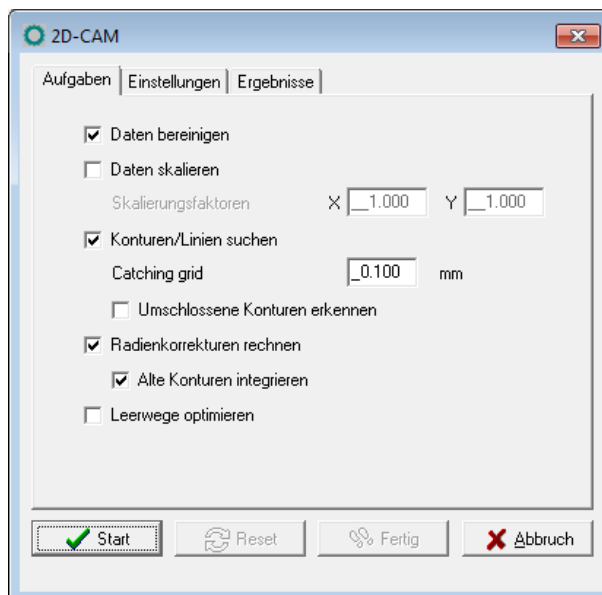 2D-CAM
Aufgaben Einstellungen Ergebnisse
Daten bereinigen
Daten skalieren
Skalierungsfaktoren X __1.000 Y __1.000
Konturen/Linien suchen
Catching grid _0.100 mm
Umschlossene Konturen erkennen
Radienkorrekturen rechnen
Alte Konturen integrieren
Leerwege optimieren
Start Reset Fertig Abbruch